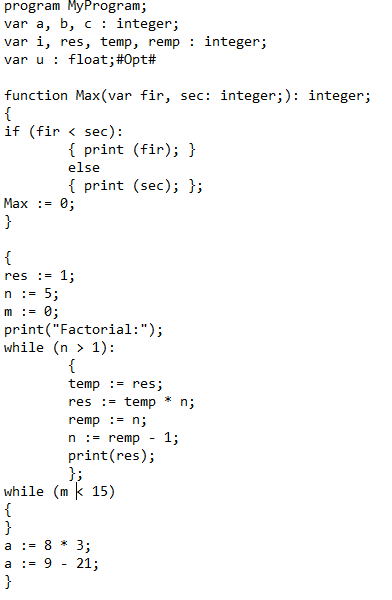 program MyProgram;
var a, b, c : integer;
var i, res, temp, remp : integer;
var u : float;#Opt#
function Max(var fir, sec: integer;): integer;
{
if (fir < sec):
{ print (fir); }
else
{ print (sec); };
Max := 0;
}
{
res := 1;
n := 5;
m := 0;
print("Factorial:");
while (n > 1):
{
temp := res;
res := temp * n;
remp := n;
n := remp - 1;
print(res);
};
while (m < 15)
{
}
a := 8 * 3;
a := 9 - 21;
}